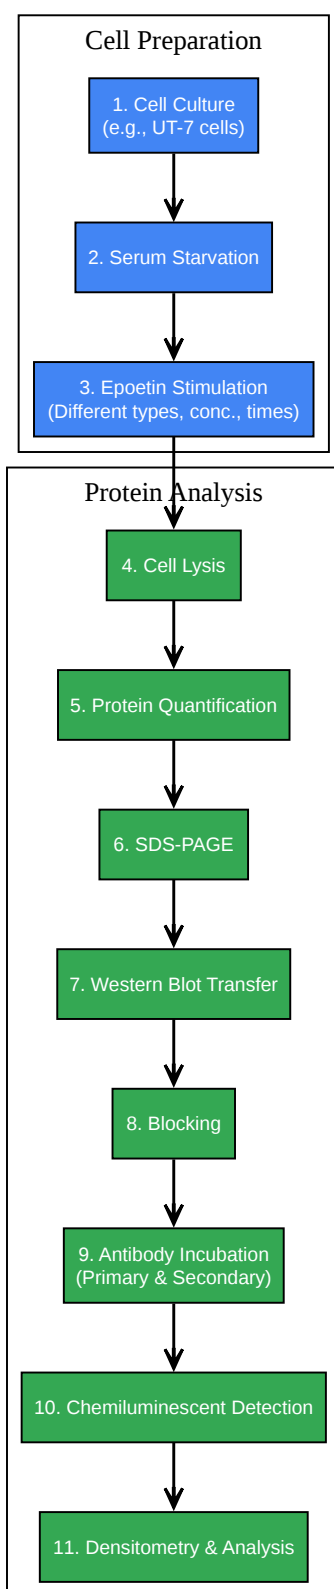 Cell Preparation
1. Cell Culture
(e.g., UT-7 cells)
2. Serum Starvation
3. Epoetin Stimulation
(Different types, conc., times)
Protein Analysis
4. Cell Lysis
5. Protein Quantification
6. SDS-PAGE
7. Western Blot Transfer
8. Blocking
9. Antibody Incubation
(Primary & Secondary)
10. Chemiluminescent Detection
11. Densitometry & Analysis